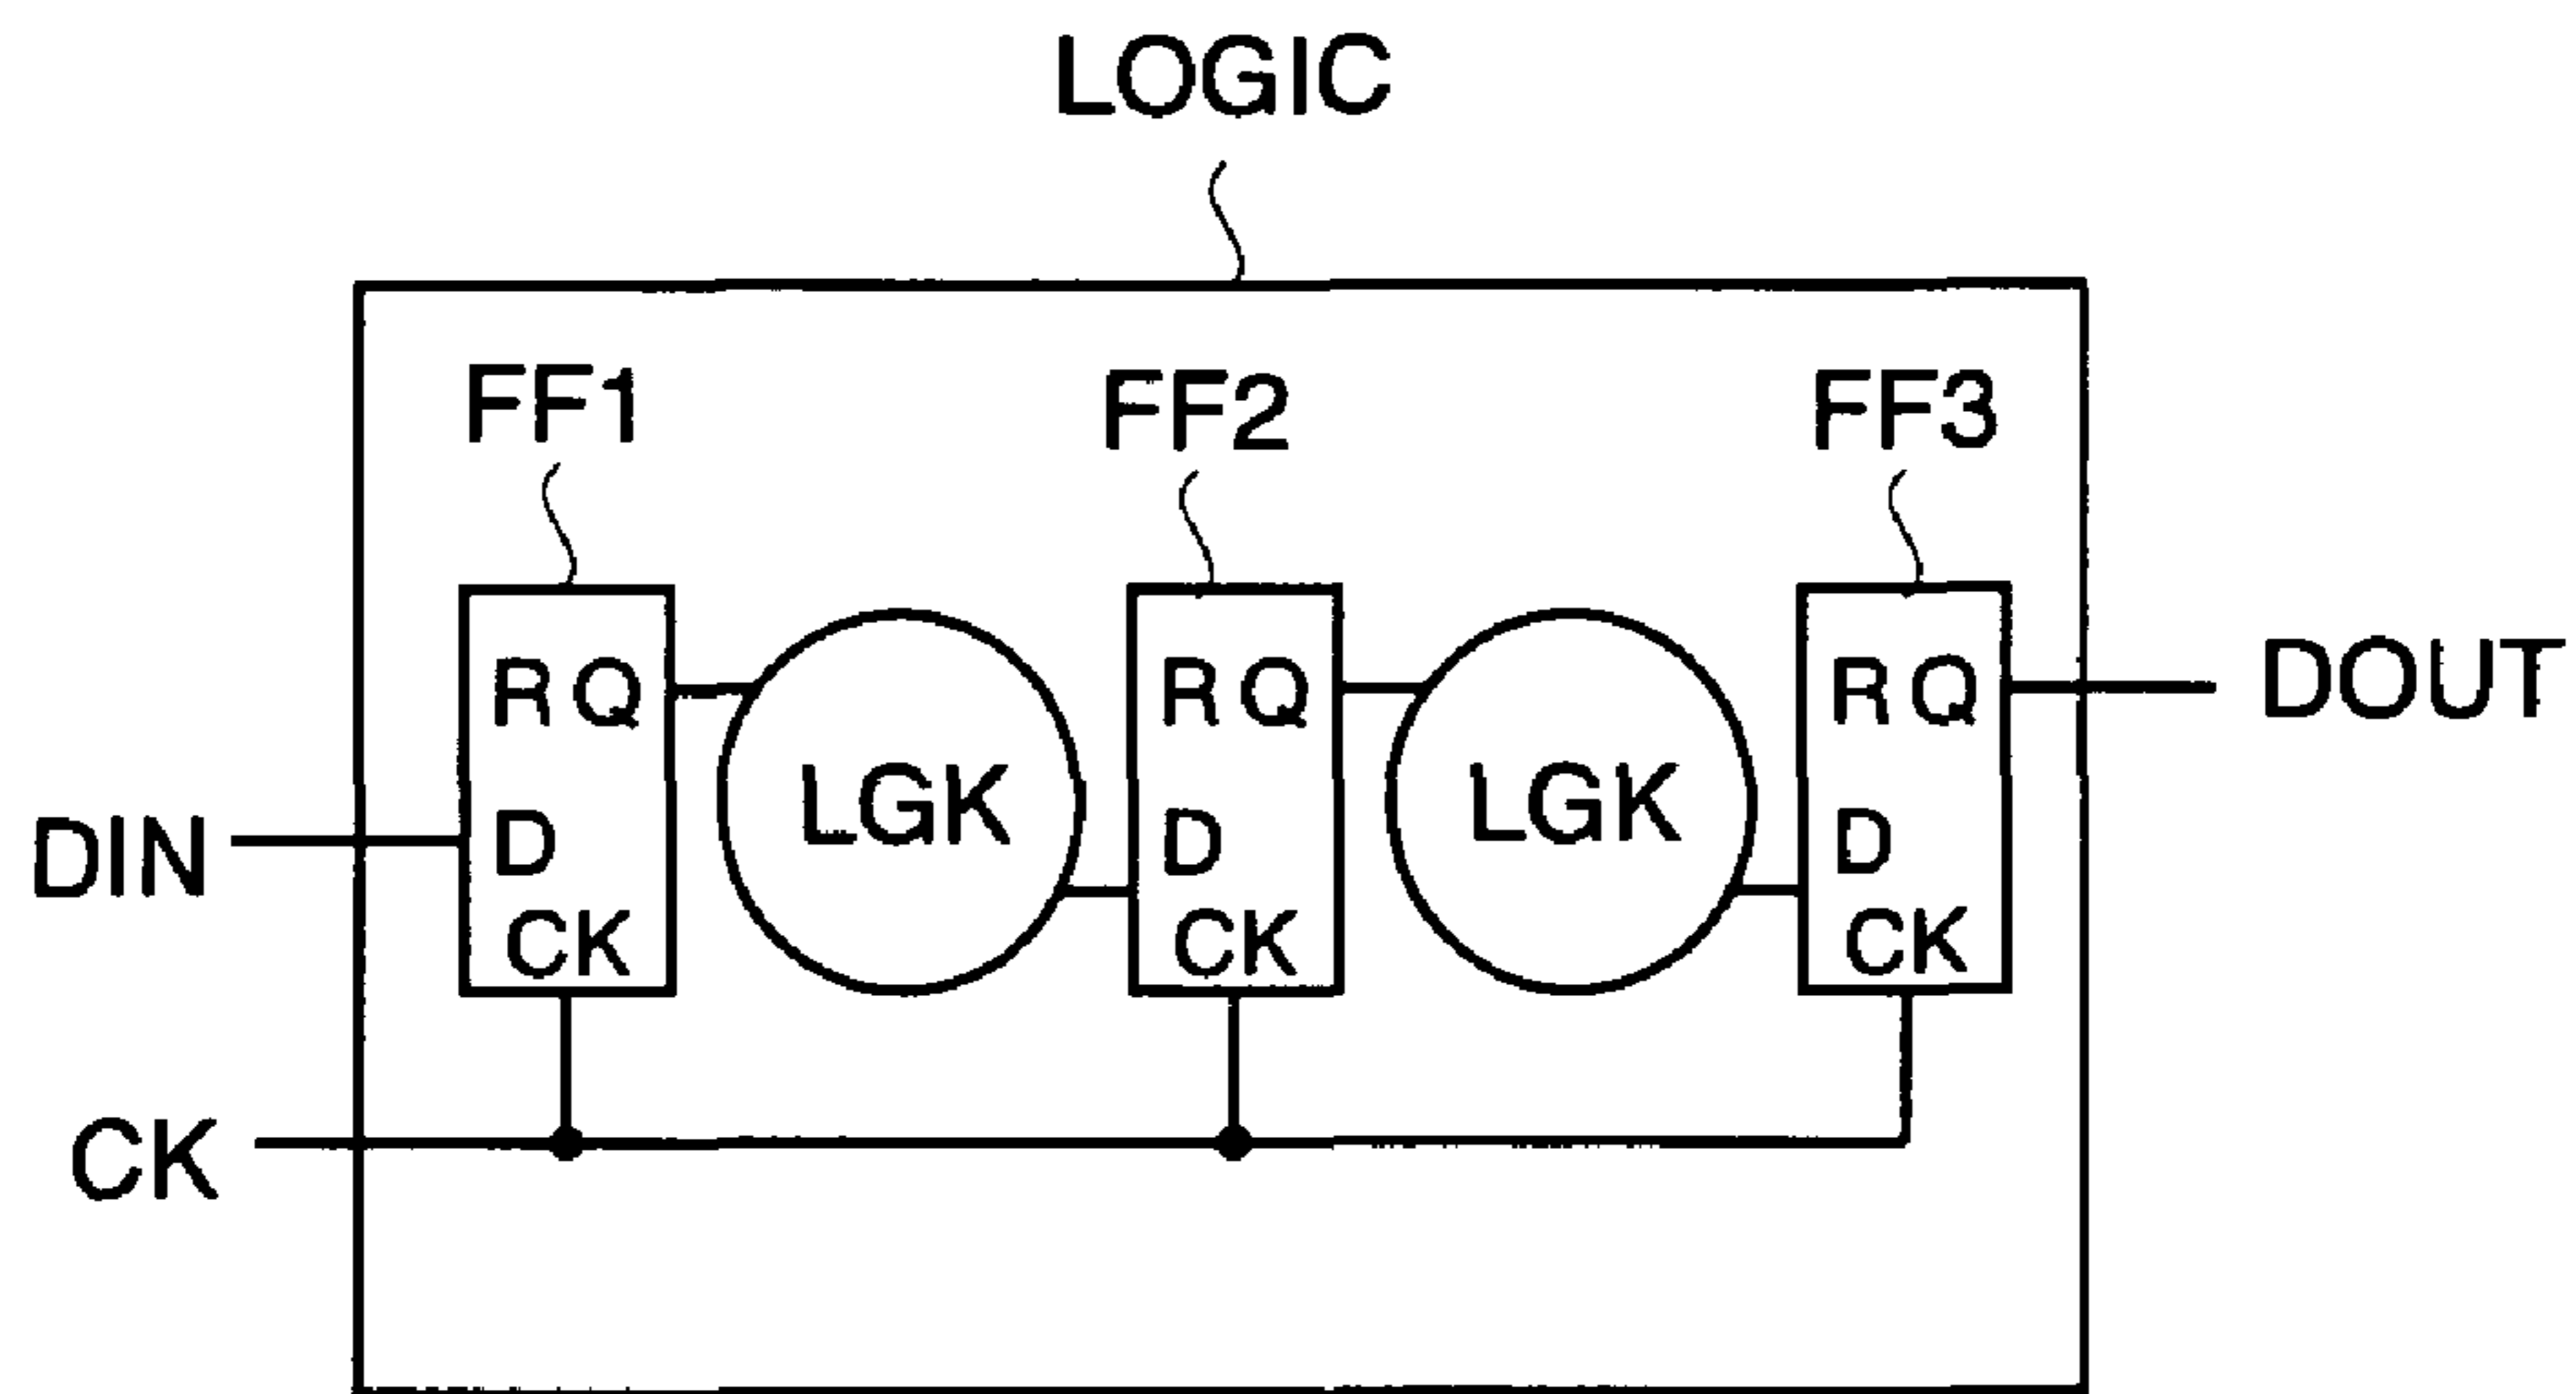 LOGIC
FF1 FF2 FF3
R Q R Q R Q DOUT
LGK LGK
DIN D D D
CK CK CK
CK